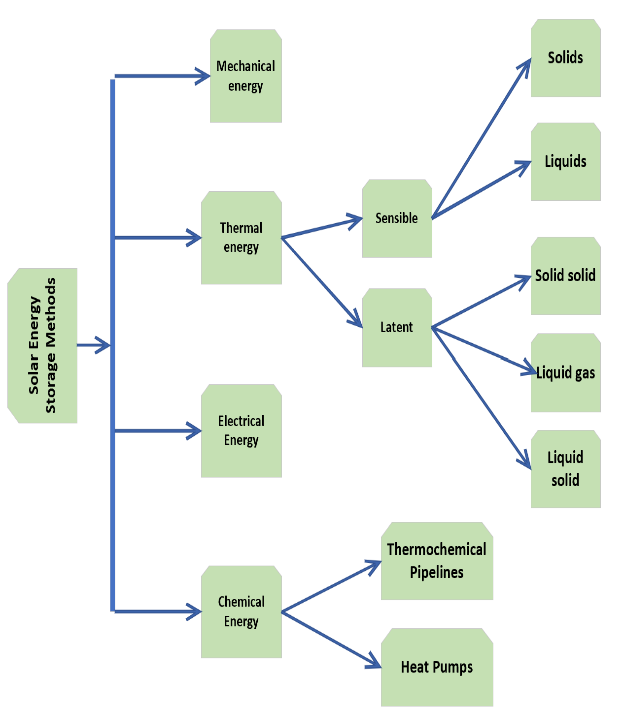 Solar Energy
Storage Methods
Mechanical
energy
Thermal
energy
Electrical
Energy
Chemical
Energy
Sensible
Latent
Solids
Liquids
Solid solid
Liquid gas
Liquid
solid
Thermochemical
Pipelines
Heat Pumps